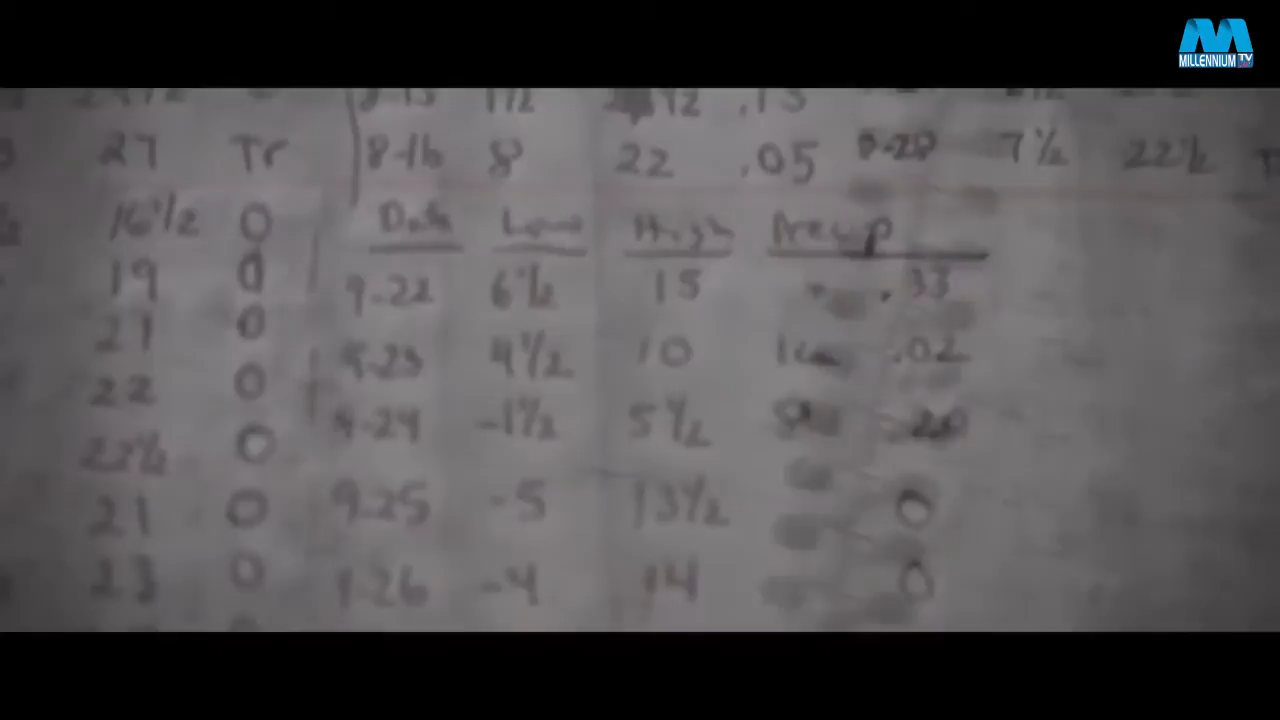 MILLENNIUM TV
27 Tr 8-16 8 22 .05 7½ 22½
16½ 0 Date Low High Precip
19 0 9-22 6½ 15 .33
21 0 9-23 4½ 10 .02
22 0 9-24 -1½ 5½ .20
22½ 0
21 0 9-25 -5 13½ 0
23 0 9-26 -4 14 0